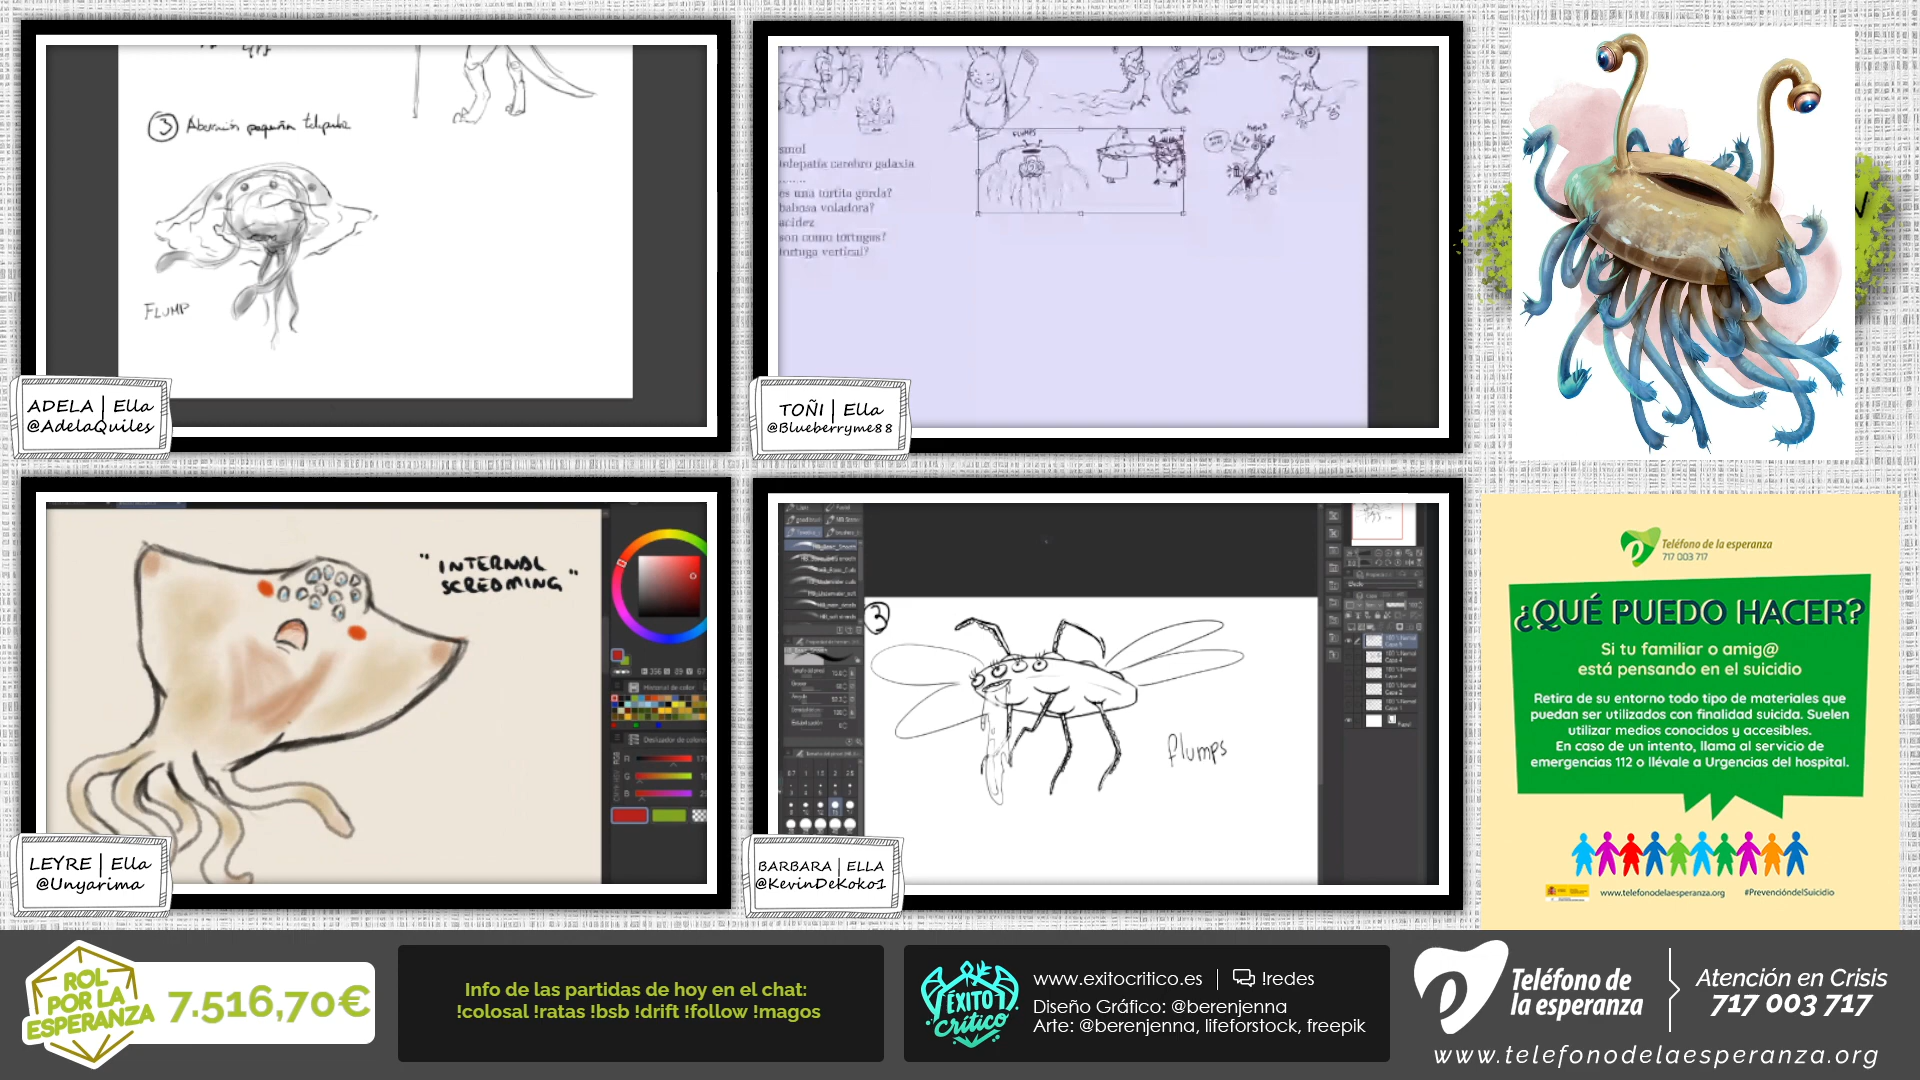 3 Aberración pequeña telépata
FLUMP
ADELA | Ella
@AdelaQuiles
FLUMPS
smol
telepatía cerebro galaxia
.......
es una tortita gorda?
babosa voladora?
acidez
son como tortugas?
tortuga vertical?
TOÑI | Ella
@Blueberryme88
"INTERNAL
SCREAMING"
LEYRE | Ella
@Unyarima
3
flumps
BARBARA | ELLA
@KevinDeKoko1
Teléfono de la esperanza
717 003 717
¿QUÉ PUEDO HACER?
Si tu familiar o amig@
está pensando en el suicidio
Retira de su entorno todo tipo de materiales que
puedan ser utilizados con finalidad suicida. Suelen
utilizar medios conocidos y accesibles.
En caso de un intento, llama al servicio de
emergencias 112 o llévale a Urgencias del hospital.
www.telefonodelaesperanza.org #PrevencióndelSuicidio
ROL
POR LA
ESPERANZA
7.516,70€
Info de las partidas de hoy en el chat:
!colosal !ratas !bsb !drift !follow !magos
ÉXITO
Crítico
www.exitocritico.es | !redes
Diseño Gráfico: @berenjenna
Arte: @berenjenna, lifeforstock, freepik
Teléfono de
la esperanza
Atención en Crisis
717 003 717
www.telefonodelaesperanza.org